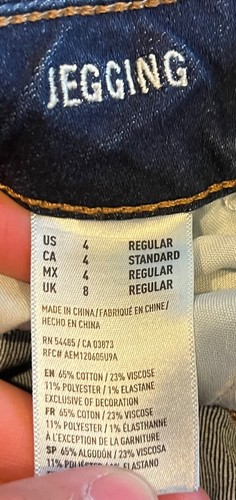 JEGGING
US 4 REGULAR
CA 4 STANDARD
MX 4 REGULAR
UK 8 REGULAR
MADE IN CHINA/FABRIQUÉ EN CHINE/
HECHO EN CHINA
RN 54485 / CA 03873
RFC# AEM120605U9A
EN 65% COTTON / 23% VISCOSE
11% POLYESTER / 1% ELASTANE
EXCLUSIVE OF DECORATION
FR 65% COTON / 23% VISCOSE
11% POLYESTER / 1% ÉLASTHANNE
À L'EXCEPTION DE LA GARNITURE
SP 65% ALGODÓN / 23% VISCOSA
11% ELASTANO